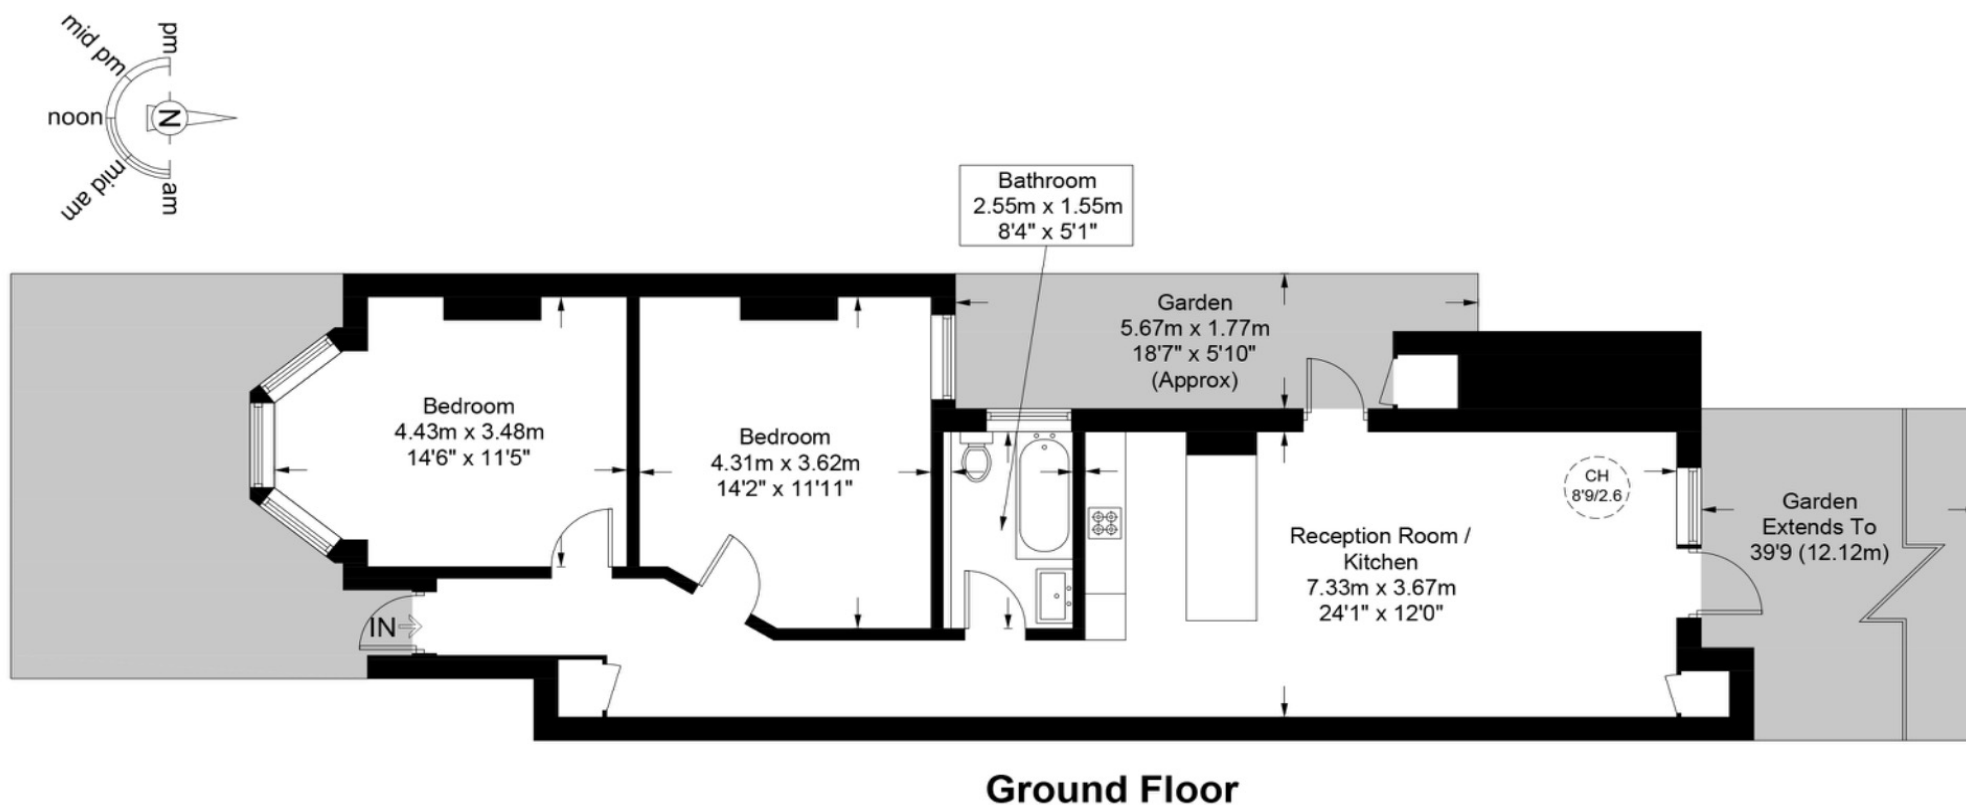 pm
mid pm
noon
N
mid am
am
Bathroom
2.55m x 1.55m
8'4" x 5'1"
Garden
5.67m x 1.77m
18'7" x 5'10"
(Approx)
Bedroom
4.43m x 3.48m
14'6" x 11'5"
Bedroom
4.31m x 3.62m
14'2" x 11'11"
CH
8'9/2.6
Reception Room /
Kitchen
7.33m x 3.67m
24'1" x 12'0"
Garden
Extends To
39'9 (12.12m)
IN
Ground Floor